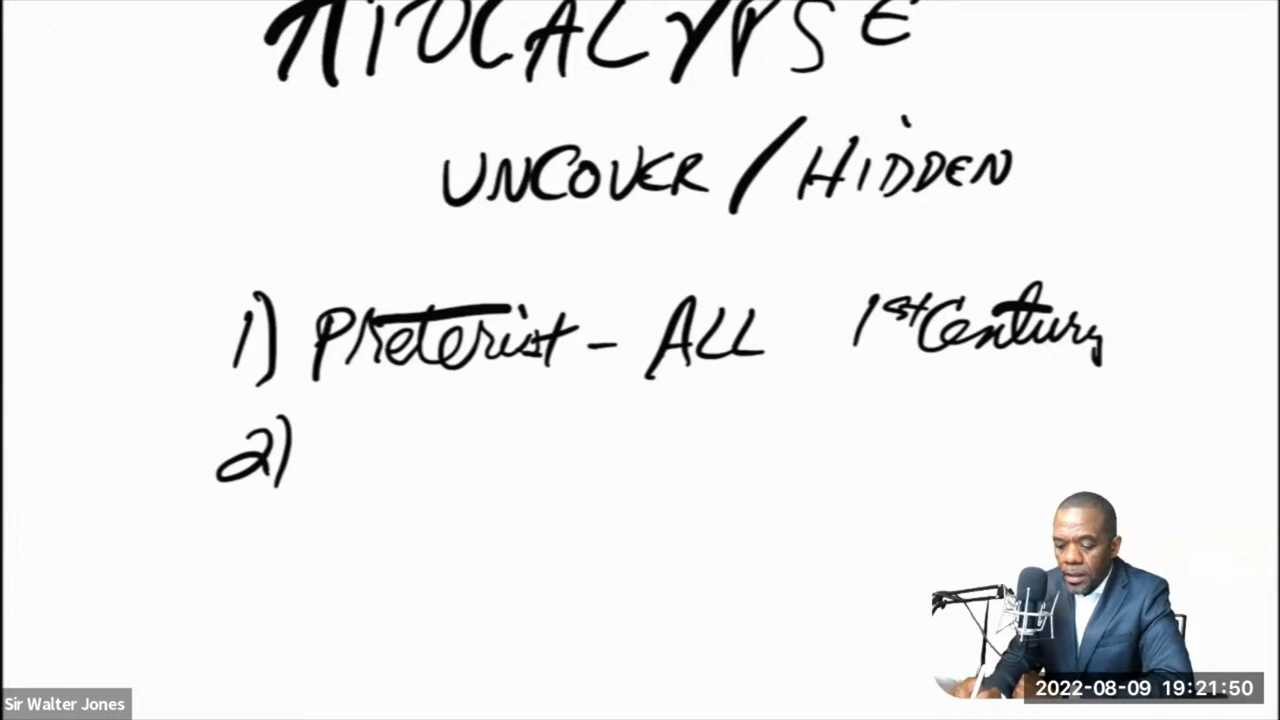 APOCALYPSE
UNCOVER / HIDDEN
1) Preterist - ALL 1st Century
2)
Sir Walter Jones
2022-08-09 19:21:50